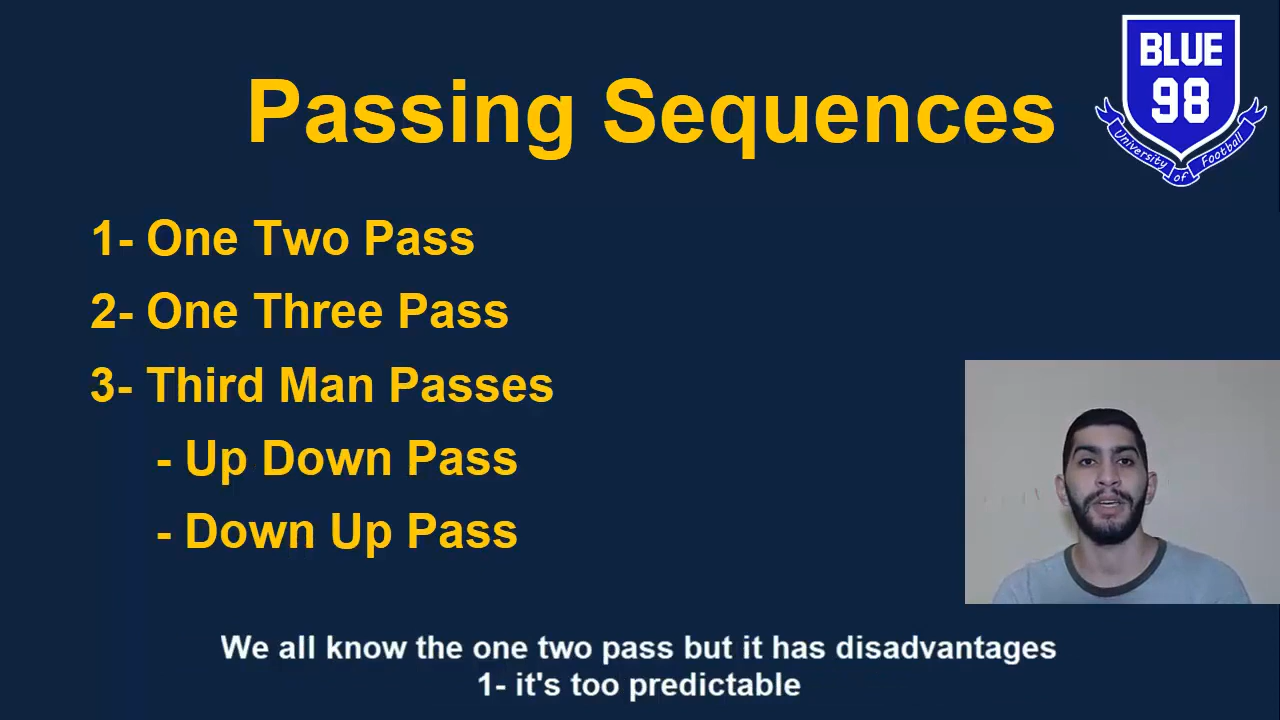 BLUE
98
University of Football
Passing Sequences
1- One Two Pass
2- One Three Pass
3- Third Man Passes
- Up Down Pass
- Down Up Pass
We all know the one two pass but it has disadvantages
1- it's too predictable